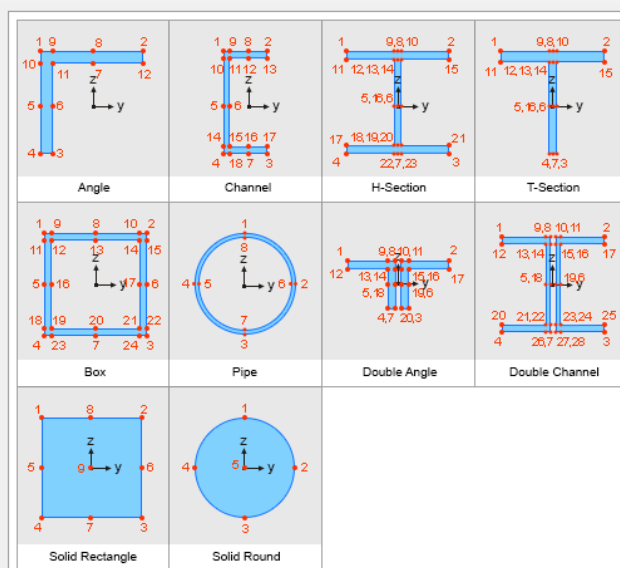 1 9 8 2
10 11 7 12
z
5 6 y
4 3
Angle
1 9 8 2
10 11 12 13
z
5 6 y
14 15 16 17
4 18 7 3
Channel
1 9,8,10 2
11 12,13,14 15
z
5,16,6 y
17 18,19,20 21
4 22,7,23 3
H-Section
1 9,8,10 2
11 12,13,14 15
z
5,16,6 y
4,7,3
T-Section
1 9 8 10 2
11 12 13 14 15
z
5 16 y 17 6
18 19 20 21 22
4 23 7 24 3
Box
1
8
z
4 5 y 6 2
7
3
Pipe
1 9,8 10,11 2
12 13,14 z 15,16 17
5,18 19,6 y
4,7 20,3
Double Angle
1 9,8 10,11 2
12 13,14 15,16 17
z
5,18 19,6 y
20 21,22 23,24 25
4 26,7 27,28 3
Double Channel
1 8 2
z
5 9 y 6
4 7 3
Solid Rectangle
1
z
4 5 y 2
3
Solid Round